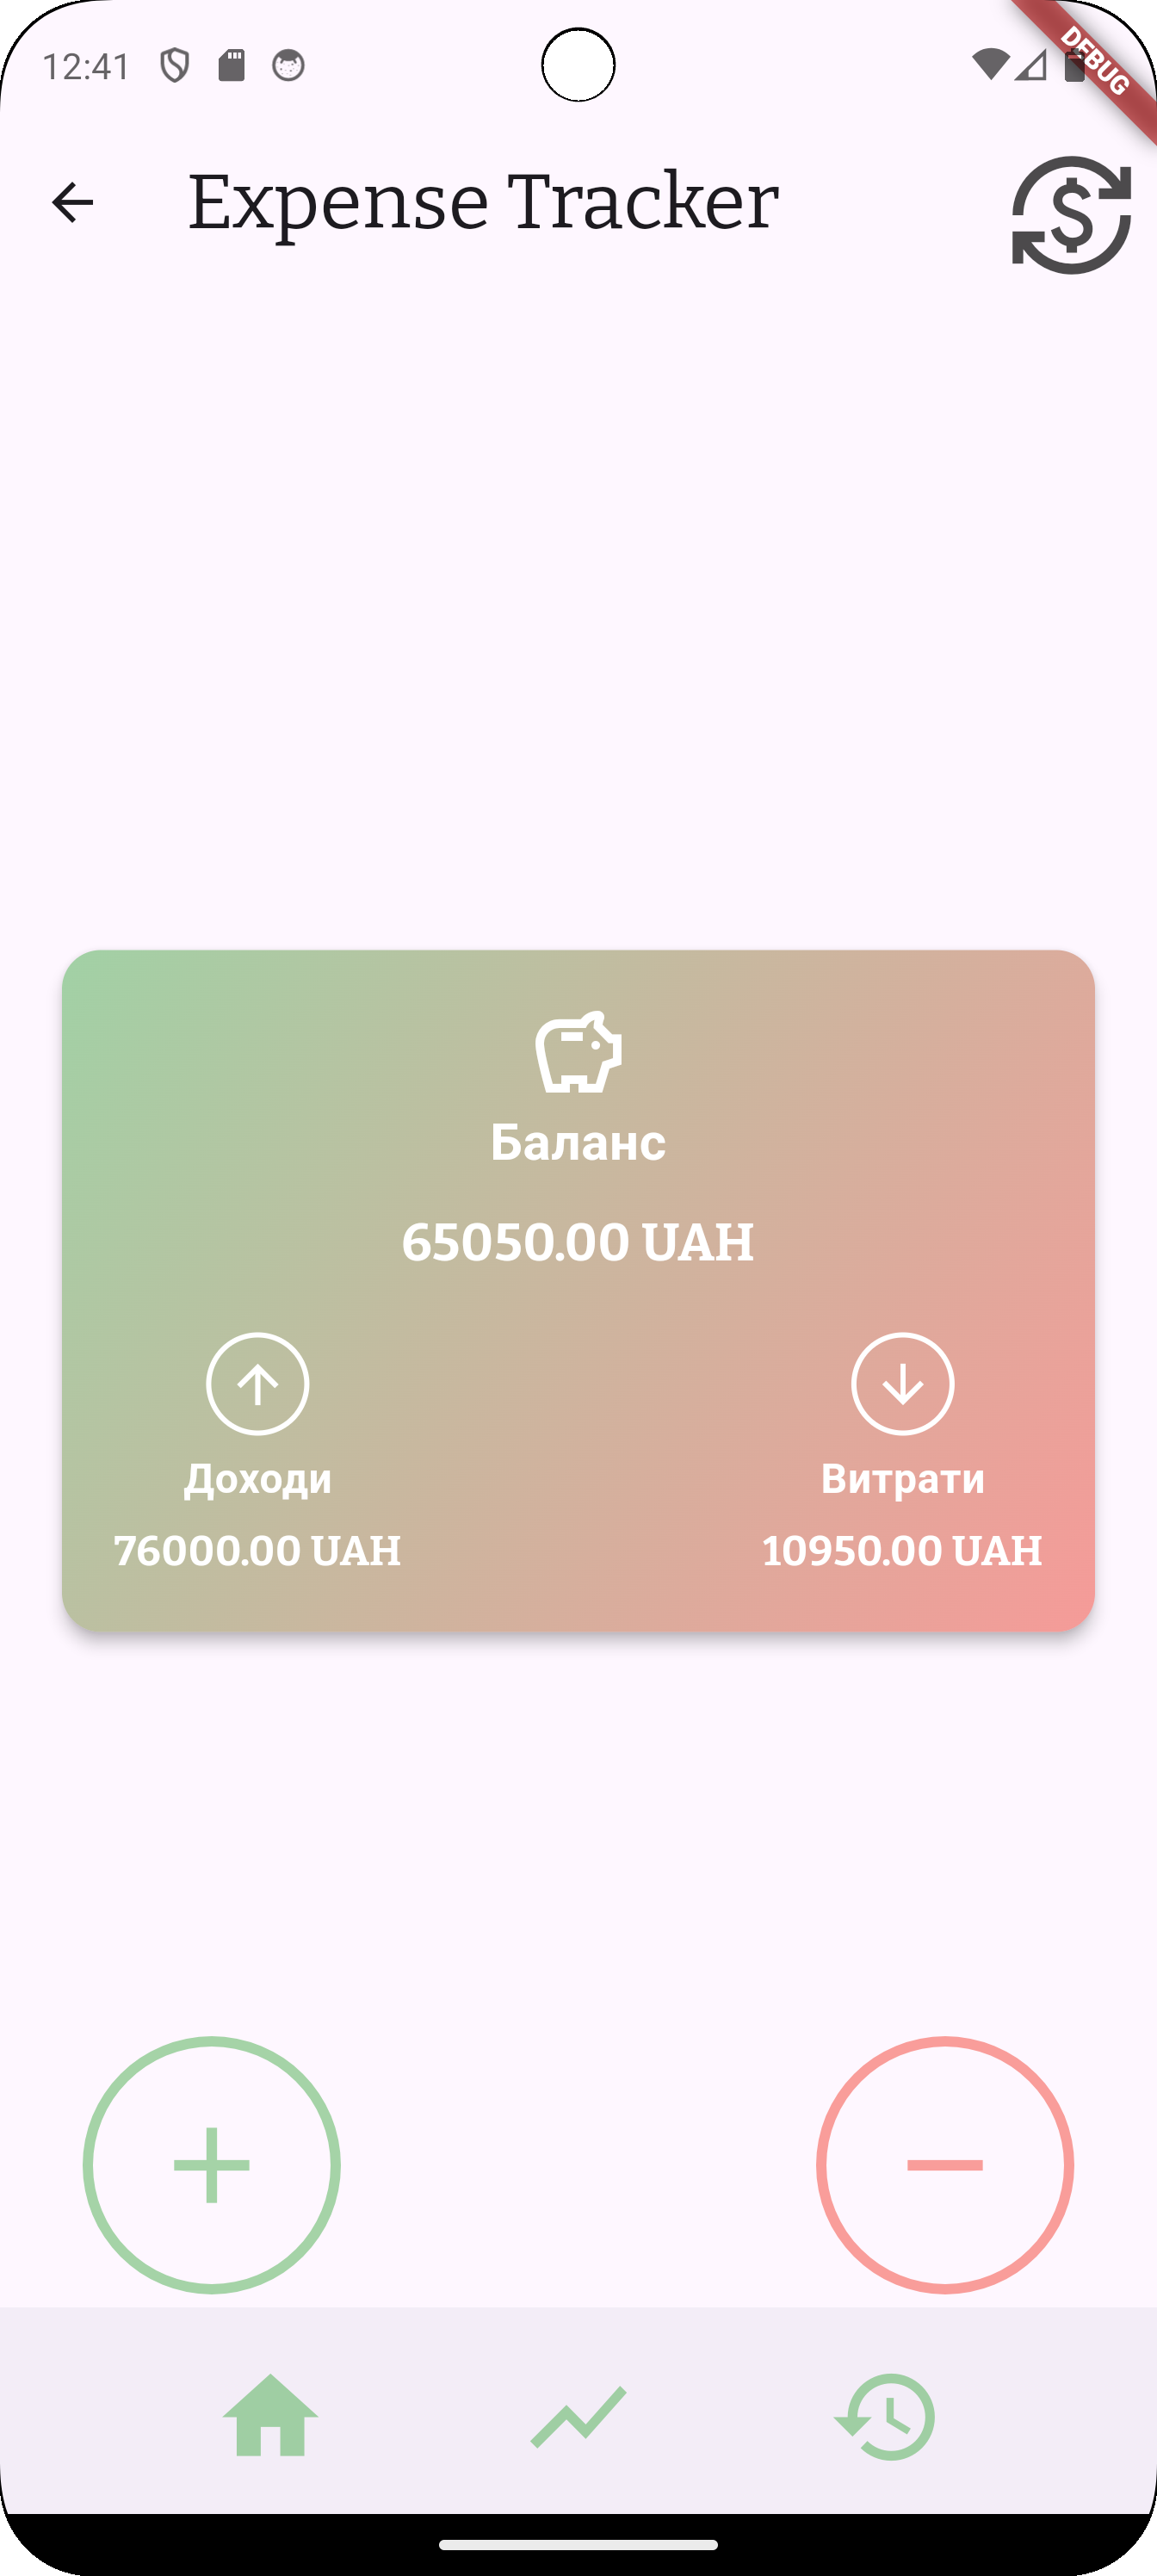 12:41
DEBUG
Expense Tracker
Баланс
65050.00 UAH
Доходи
Витрати
76000.00 UAH
10950.00 UAH